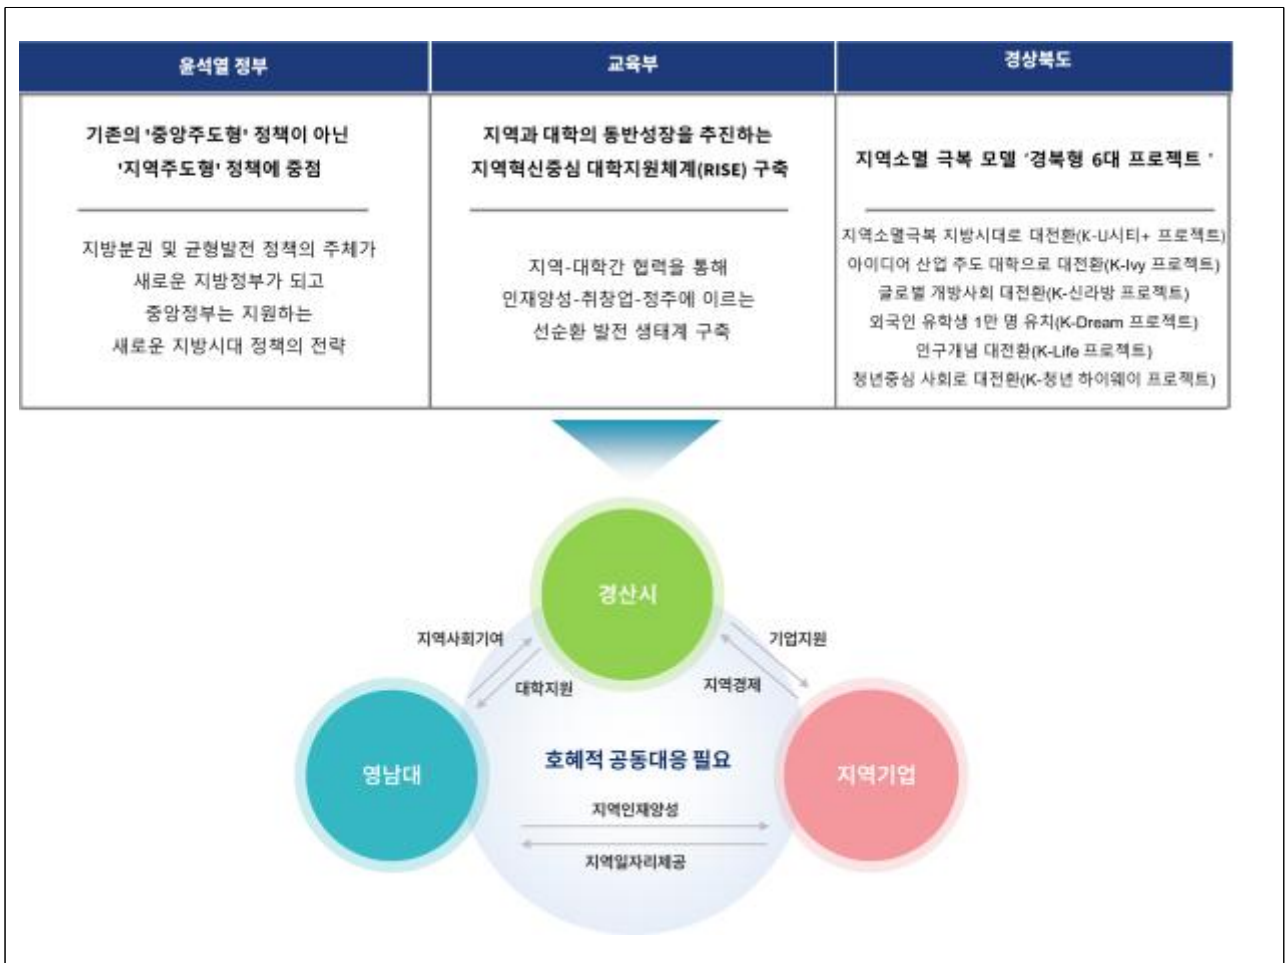 윤석열 정부
기존의 '중앙주도형' 정책이 아닌
'지역주도형' 정책에 중점
지방분권 및 균형발전 정책의 주체가
새로운 지방정부가 되고
중앙정부는 지원하는
새로운 지방시대 정책의 전략
교육부
지역과 대학의 동반성장을 추진하는
지역혁신중심 대학지원체계(RISE) 구축
지역-대학간 협력을 통해
인재양성-취창업-정주에 이르는
선순환 발전 생태계 구축
경상북도
지역소멸 극복 모델 '경북형 6대 프로젝트 '
지역소멸극복 지방시대로 대전환(K-U시티+ 프로젝트)
아이디어 산업 주도 대학으로 대전환(K-Ivy 프로젝트)
글로벌 개방사회 대전환(K-신라방 프로젝트)
외국인 유학생 1만 명 유치(K-Dream 프로젝트)
인구개념 대전환(K-Life 프로젝트)
청년중심 사회로 대전환(K-청년 하이웨이 프로젝트)
경산시
지역사회기여
기업지원
대학지원
지역경제
영남대
호혜적 공동대응 필요
지역기업
지역인재양성
지역일자리제공